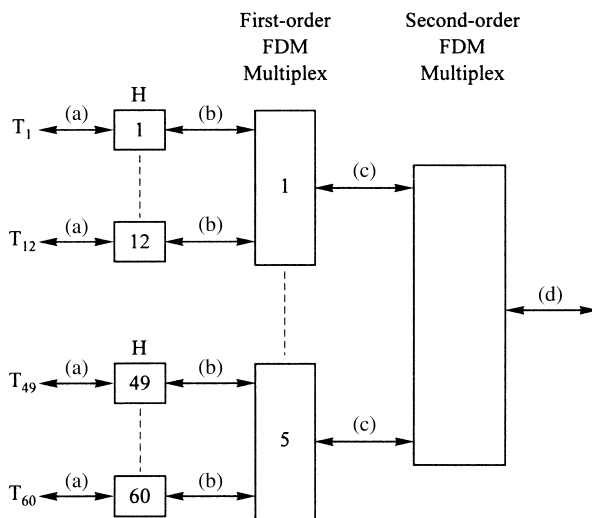 First-order
FDM
Multiplex
Second-order
FDM
Multiplex
H
T₁ (a) 1 (b)
1
(c)
T₁₂ (a) 12 (b)
(d)
H
T₄₉ (a) 49 (b)
5
(c)
T₆₀ (a) 60 (b)